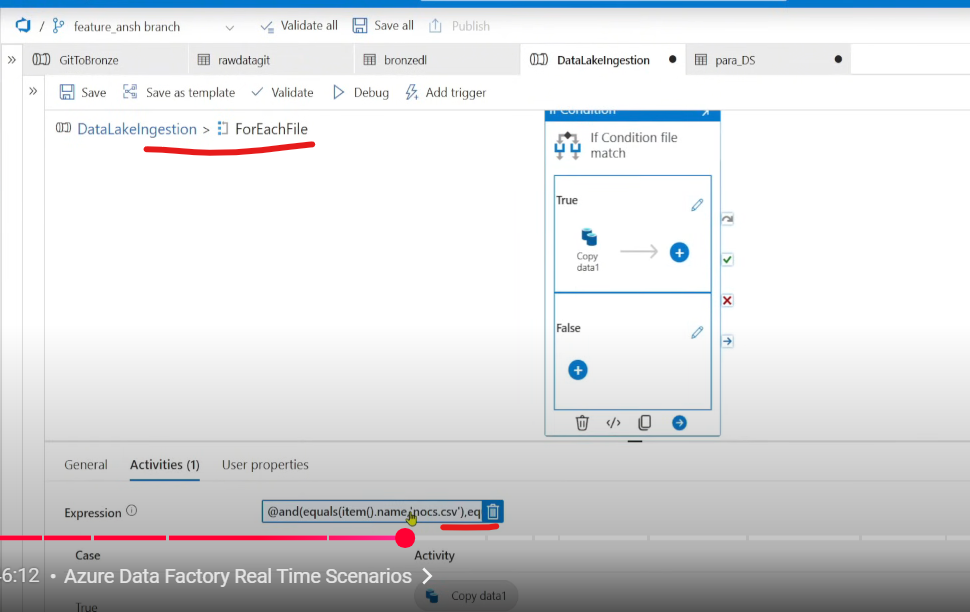 / feature_ansh branch Validate all Save all Publish
» GitToBronze rawdatagit bronzedl DataLakeIngestion ● para_DS ●
» Save Save as template Validate Debug Add trigger
DataLakeIngestion > ForEachFile
If Condition
If Condition file
match
True
Copy
data1
False
General Activities (1) User properties
Expression @and(equals(item().name,'nocs.csv'),eq
Case Activity
6:12 • Azure Data Factory Real Time Scenarios >
True Copy data1